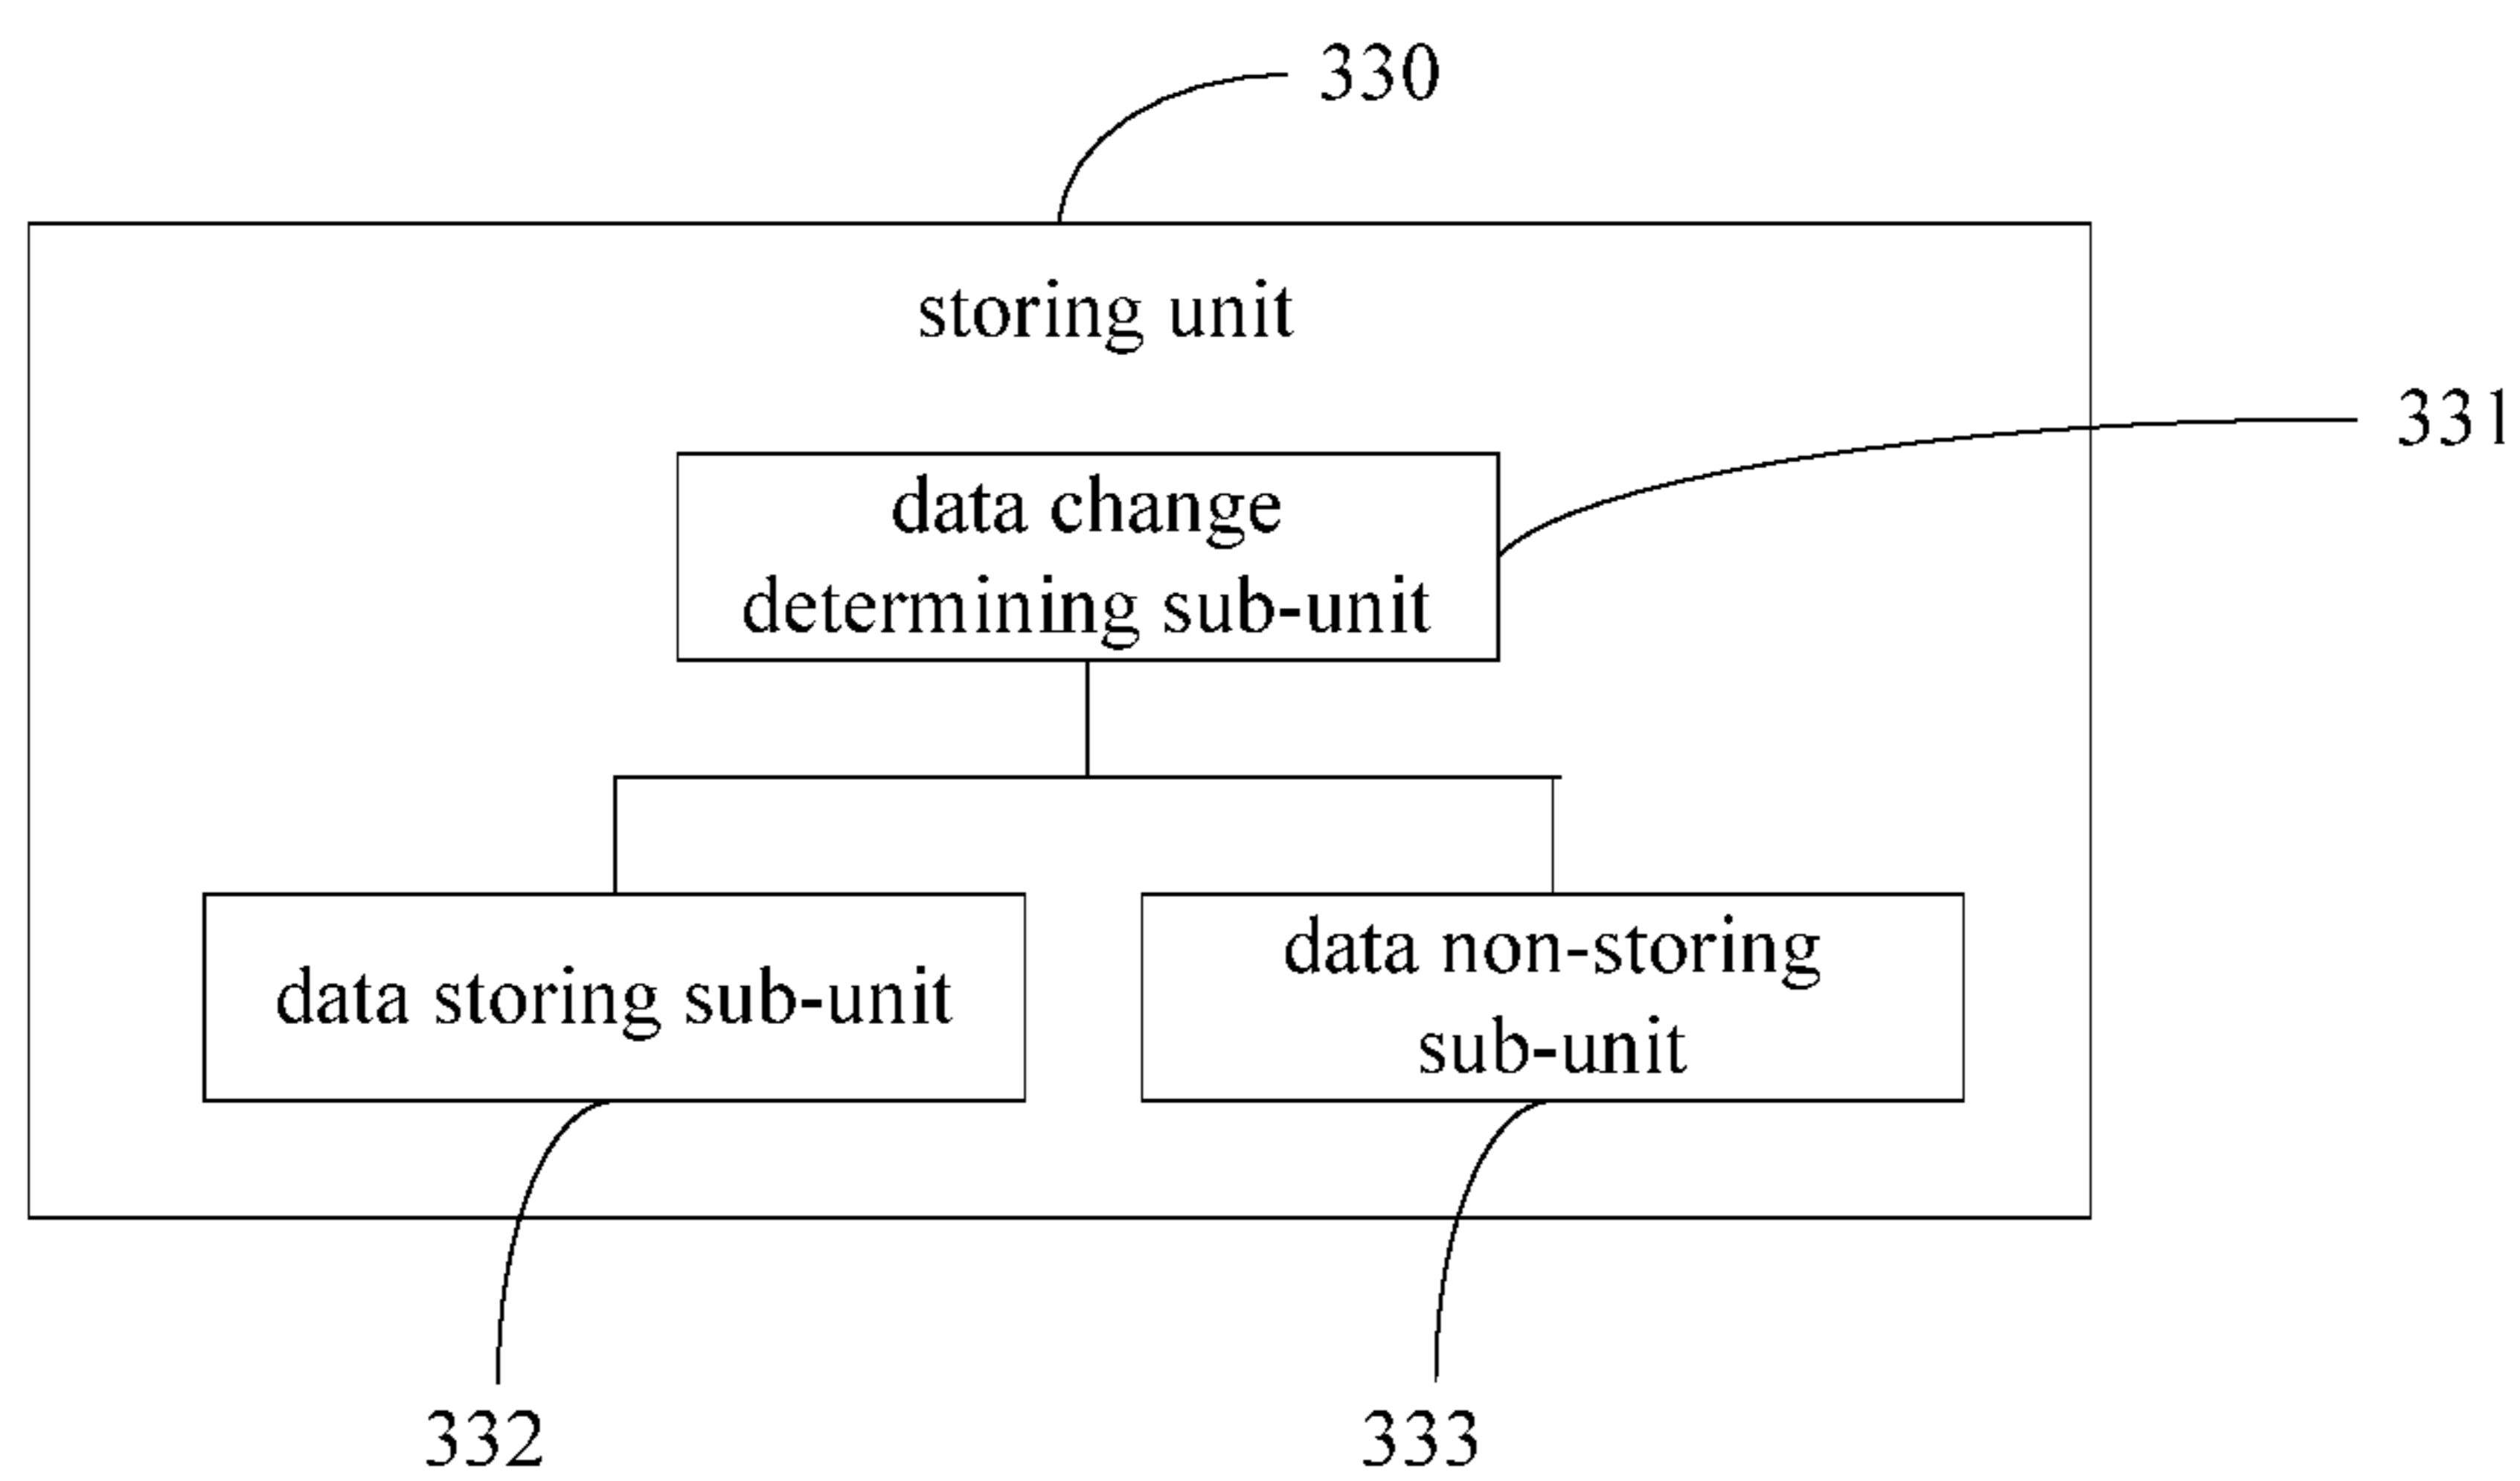 330
storing unit
331
data change
determining sub-unit
data storing sub-unit
data non-storing
sub-unit
332
333